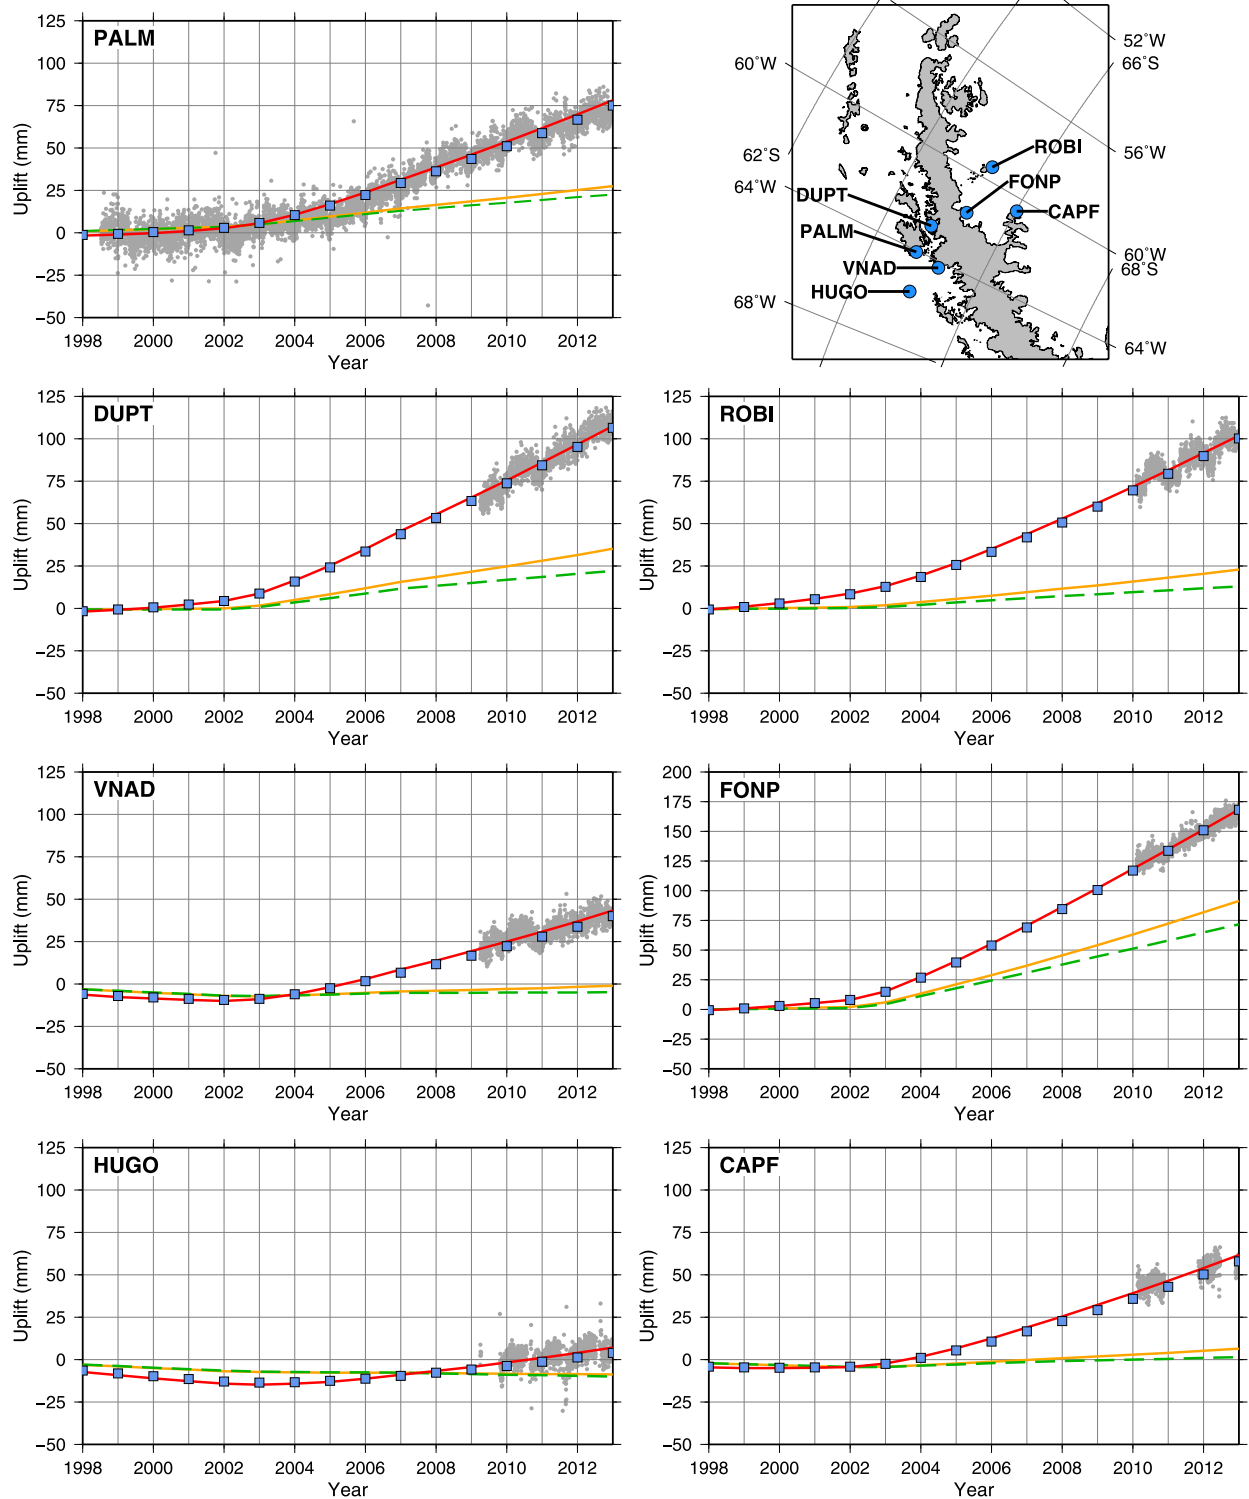 PALM
125
100
75
50
25
0
−25
−50
Uplift (mm)
1998 2000 2002 2004 2006 2008 2010 2012
Year
60˚W
62˚S
64˚W
68˚W
52˚W
66˚S
56˚W
60˚W
68˚S
64˚W
ROBI
FONP
DUPT
CAPF
PALM
VNAD
HUGO
DUPT
125
100
75
50
25
0
−25
−50
Uplift (mm)
1998 2000 2002 2004 2006 2008 2010 2012
Year
ROBI
125
100
75
50
25
0
−25
−50
Uplift (mm)
1998 2000 2002 2004 2006 2008 2010 2012
Year
VNAD
125
100
75
50
25
0
−25
−50
Uplift (mm)
1998 2000 2002 2004 2006 2008 2010 2012
Year
FONP
200
175
150
125
100
75
50
25
0
−25
−50
Uplift (mm)
1998 2000 2002 2004 2006 2008 2010 2012
Year
HUGO
125
100
75
50
25
0
−25
−50
Uplift (mm)
1998 2000 2002 2004 2006 2008 2010 2012
Year
CAPF
125
100
75
50
25
0
−25
−50
Uplift (mm)
1998 2000 2002 2004 2006 2008 2010 2012
Year